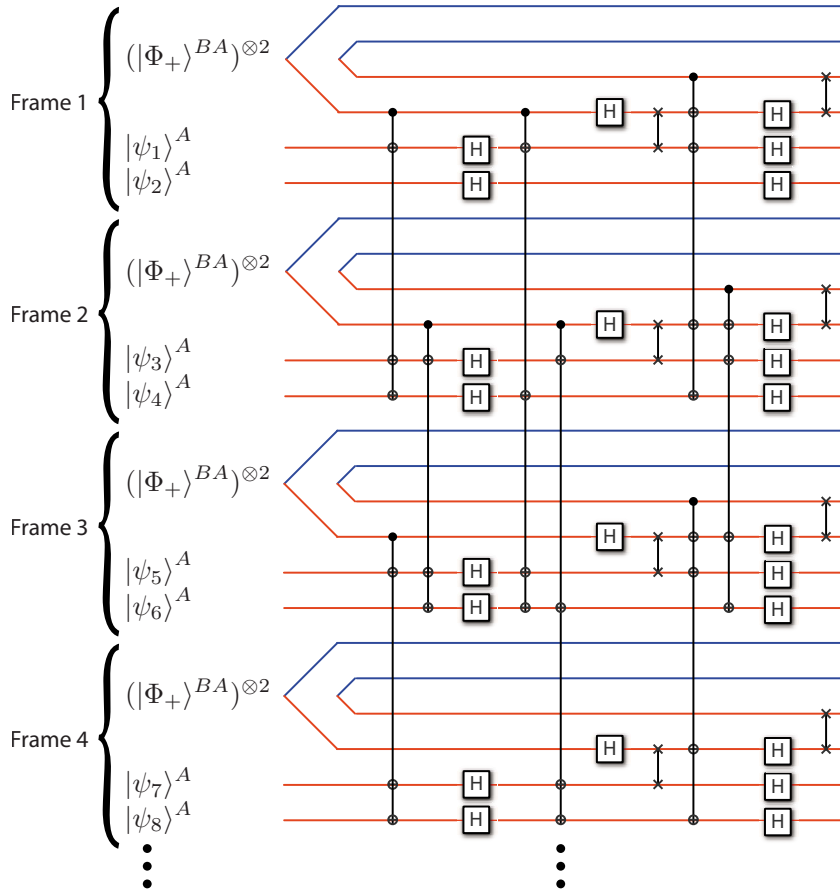 (|Φ₊⟩ᴮᴬ)^⊗2
Frame 1
|ψ₁⟩ᴬ
|ψ₂⟩ᴬ
H H H H H
(|Φ₊⟩ᴮᴬ)^⊗2
Frame 2
|ψ₃⟩ᴬ
|ψ₄⟩ᴬ
H H H H H H
(|Φ₊⟩ᴮᴬ)^⊗2
Frame 3
|ψ₅⟩ᴬ
|ψ₆⟩ᴬ
H H H H H H
(|Φ₊⟩ᴮᴬ)^⊗2
Frame 4
|ψ₇⟩ᴬ
|ψ₈⟩ᴬ
H H H H H H